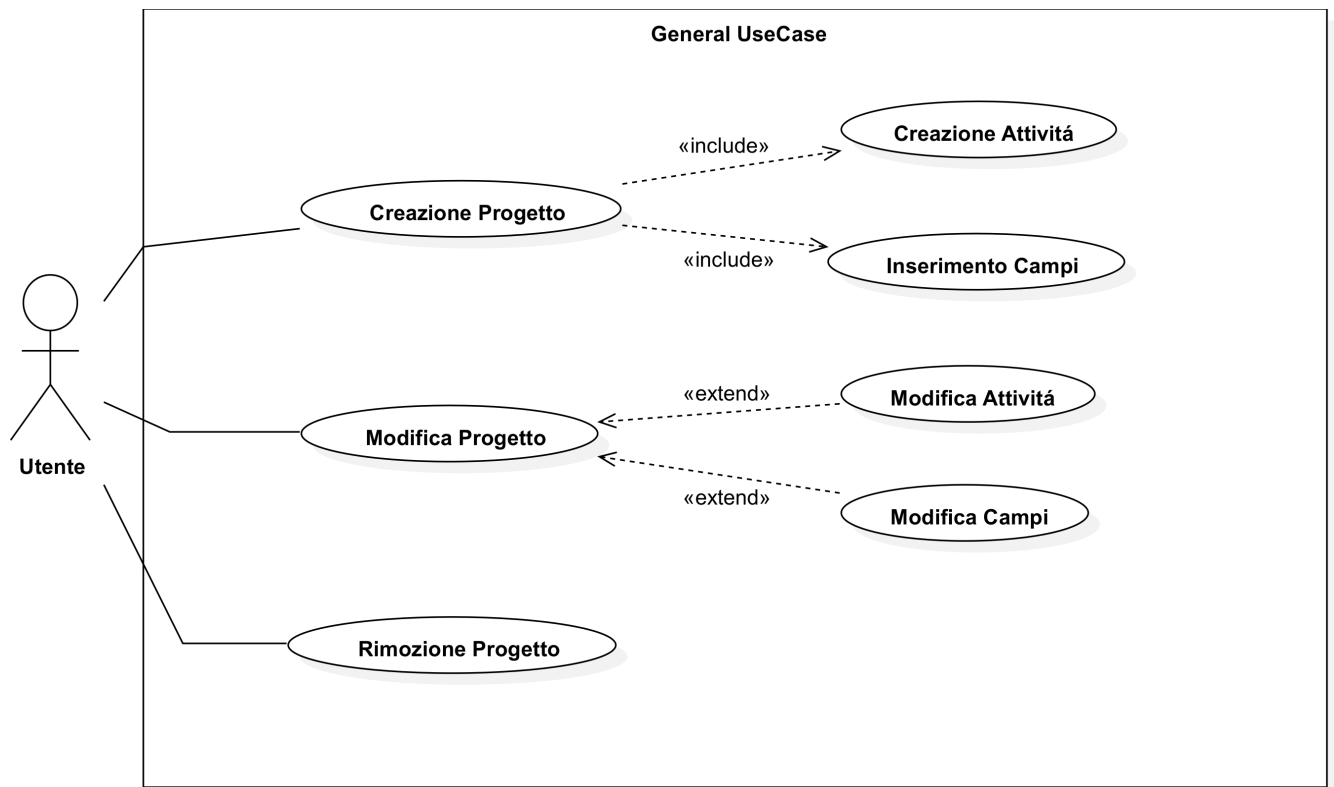 General UseCase
«include»
Creazione Attivitá
Creazione Progetto
«include»
Inserimento Campi
Utente
«extend»
Modifica Attivitá
Modifica Progetto
«extend»
Modifica Campi
Rimozione Progetto